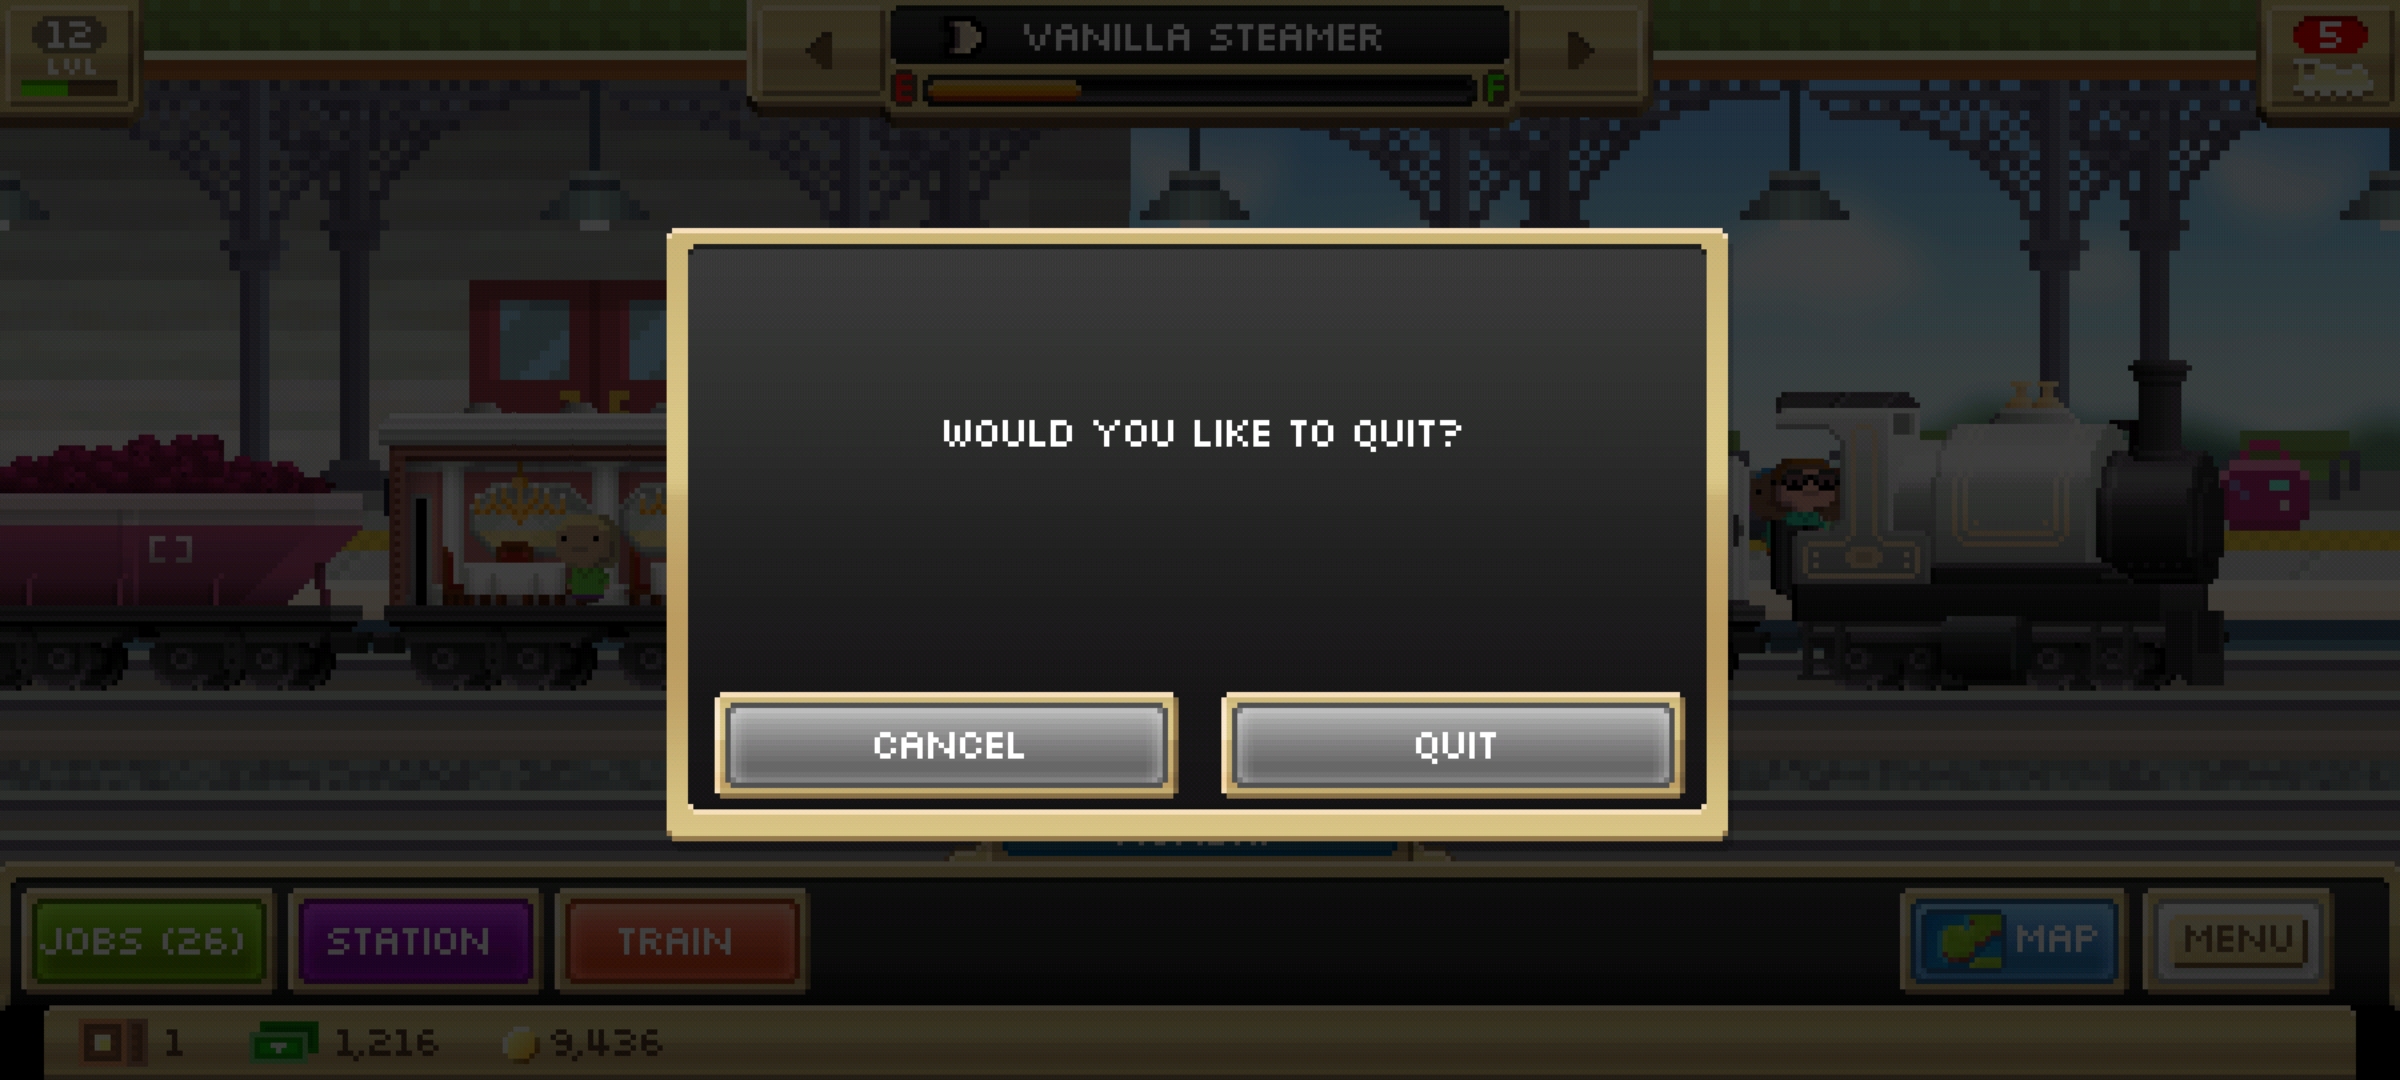 12
LVL
VANILLA STEAMER
E
F
5
WOULD YOU LIKE TO QUIT?
CANCEL
QUIT
JOBS (26)
STATION
TRAIN
MAP
MENU
1
1,216
9,436